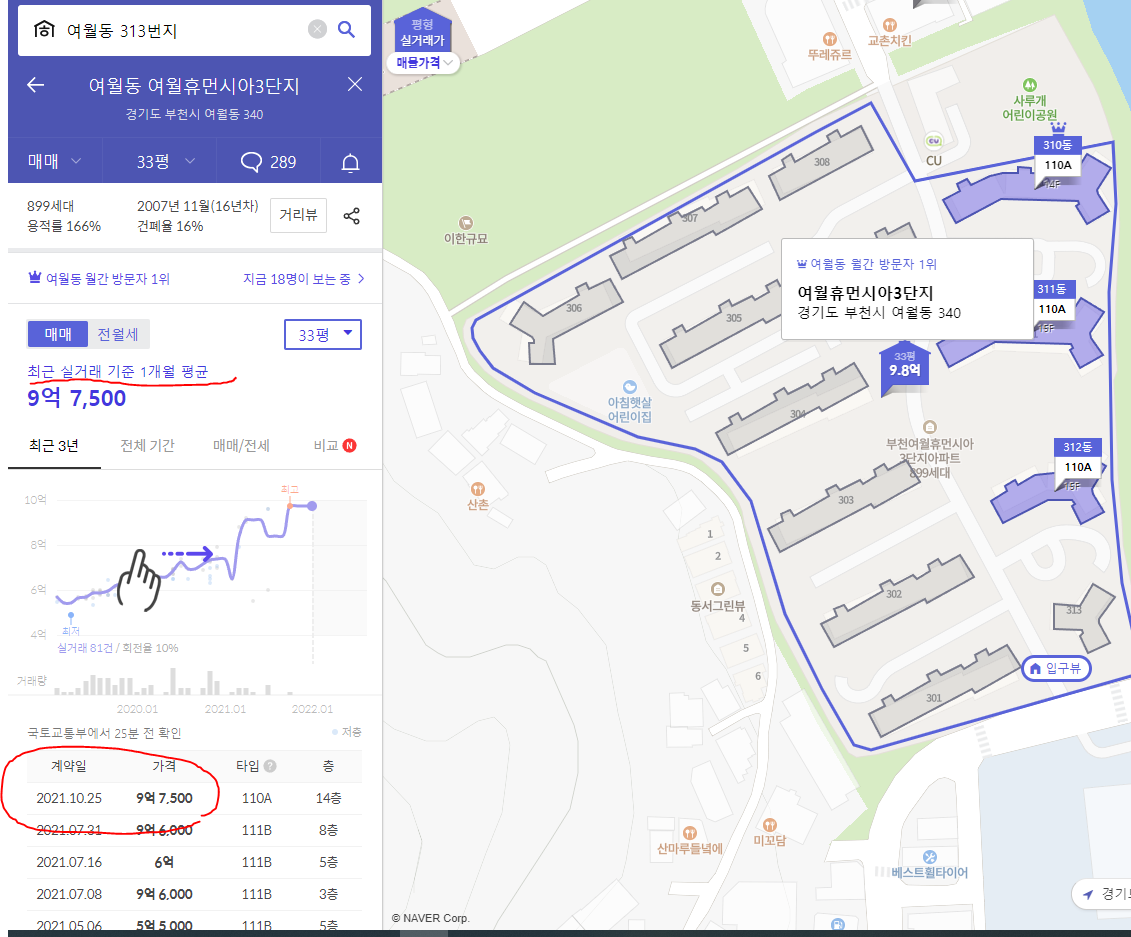 여월동 313번지
여월동 여월휴먼시아3단지
경기도 부천시 여월동 340
매매
33평
289
899세대
2007년 11월(16년차)
용적률 166%
건폐율 16%
거리뷰
여월동 월간 방문자 1위
지금 18명이 보는 중
매매
전월세
33평
최근 실거래 기준 1개월 평균
9억 7,500
최근 3년
전체 기간
매매/전세
비교 N
10억
8억
6억
4억
최고
최저
실거래 81건 / 회전율 10%
거래량
2020.01
2021.01
2022.01
국토교통부에서 25분 전 확인
저층
계약일 가격 타입 ? 층
2021.10.25 9억 7,500 110A 14층
2021.07.31 9억 6,000 111B 8층
2021.07.16 6억 111B 5층
2021.07.08 9억 6,000 111B 3층
2021.05.06 5억 5,000 111B 5층
평형
실거래가
매물가격
뚜레쥬르
교촌치킨
사루개
어린이공원
CU
CU
310동
110A
14F
308
307
이한규묘
306
305
여월동 월간 방문자 1위
여월휴먼시아3단지
경기도 부천시 여월동 340
311동
110A
15F
33평
9.8억
아침햇살
어린이집
304
부천여월휴먼시아
3단지아파트
899세대
312동
110A
15F
303
산촌
1
2
동서그린뷰
4
5
6
302
313
입구뷰
301
산마루들녘에
미꼬담
베스트휠타이어
경기도
© NAVER Corp.